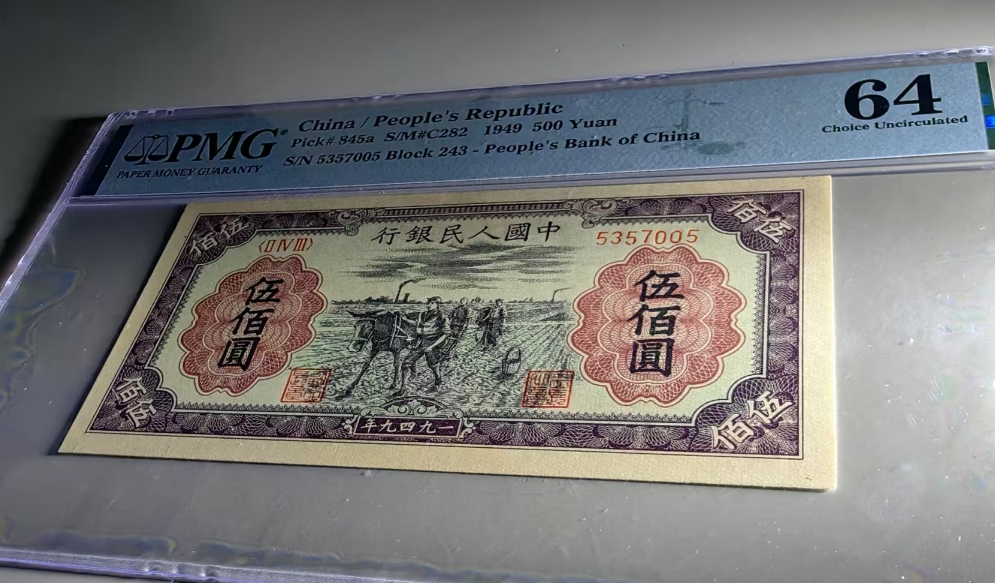 PMG®
PAPER MONEY GUARANTY
China / People's Republic
Pick# 845a S/M#C282 1949 500 Yuan
S/N 5357005 Block 243 - People's Bank of China
64
Choice Uncirculated
佰伍
行銀民人國中
佰伍
〈ⅡⅣⅢ〉
5357005
伍佰圓
伍佰圓
佰伍
年九四九一
佰伍